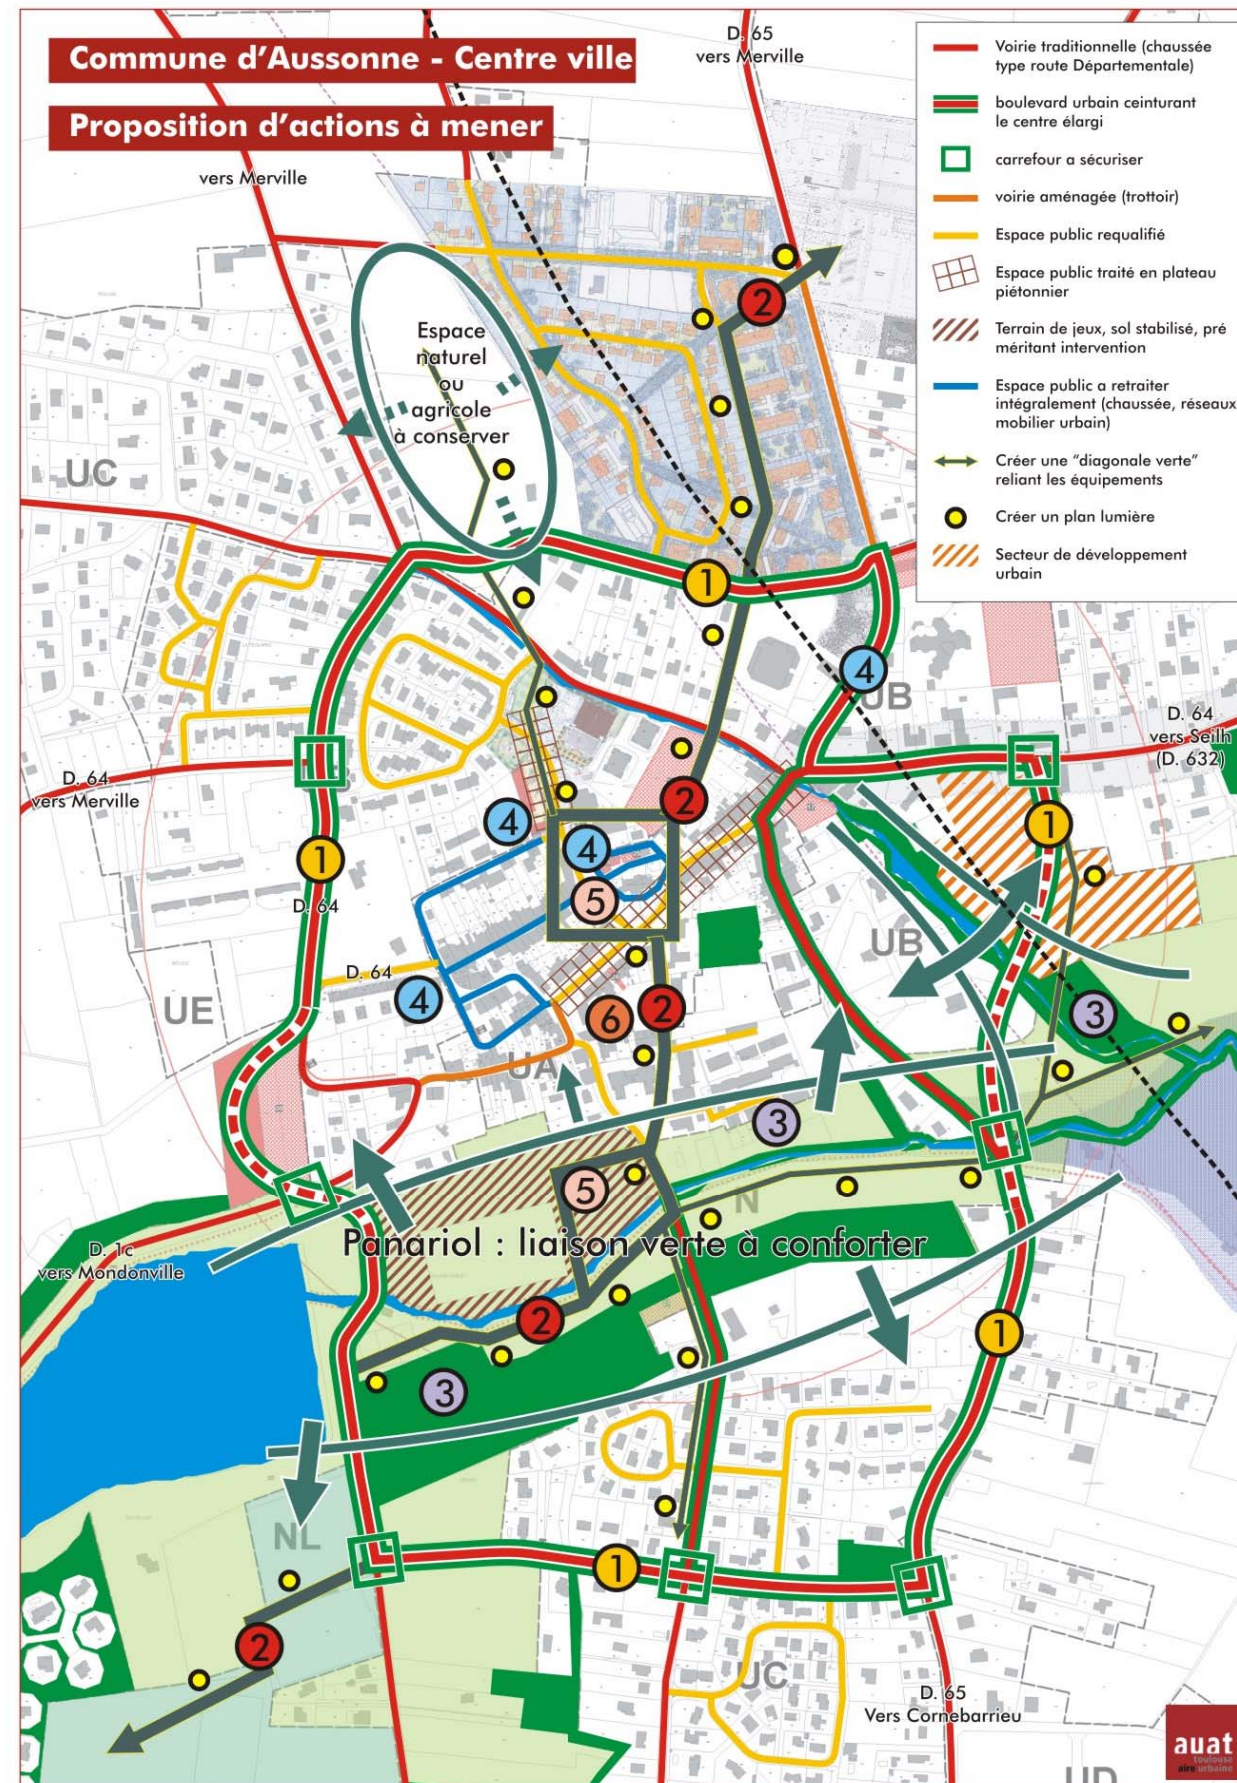 Commune d'Aussonne - Centre ville
Proposition d'actions à mener
D. 65
vers Merville
vers Merville
Voirie traditionnelle (chaussée
type route Départementale)
boulevard urbain ceinturant
le centre élargi
carrefour a sécuriser
voirie aménagée (trottoir)
Espace public requalifié
Espace public traité en plateau
piétonnier
Terrain de jeux, sol stabilisé, pré
méritant intervention
Espace public a retraiter
intégralement (chaussée, réseaux
mobilier urbain)
Créer une "diagonale verte"
reliant les équipements
Créer un plan lumière
Secteur de développement
urbain
2
Espace
naturel
ou
agricole
à conserver
UC
1
4
UB
D. 64
vers Seilh
(D. 632)
D. 64
vers Merville
2
4
4
1
1
5
D. 64
UB
D. 64
4
UE
6
2
3
UA
3
5
N
Panariol : liaison verte à conforter
D. 1c
vers Mondonville
2
1
3
NL
1
2
UC
D. 65
Vers Cornebarrieu
UD
auat
toulouse
aire urbaine